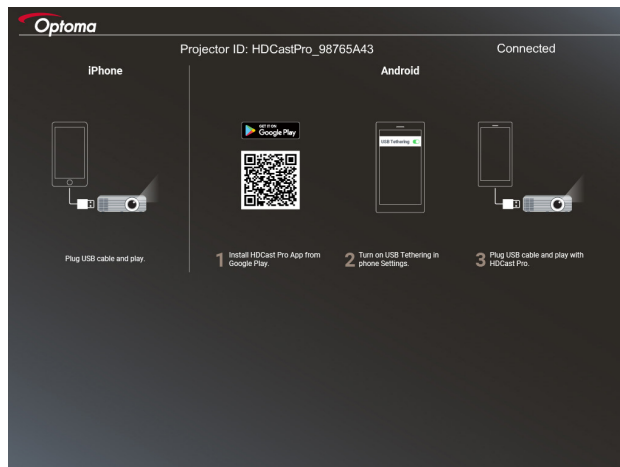 Optoma
Projector ID: HDCastPro_98765A43
Connected
iPhone
Android
GET IT ON
Google Play
USB Tethering
Plug USB cable and play.
1 Install HDCast Pro App from
Google Play.
2 Turn on USB Tethering in
phone Settings.
3 Plug USB cable and play with
HDCast Pro.